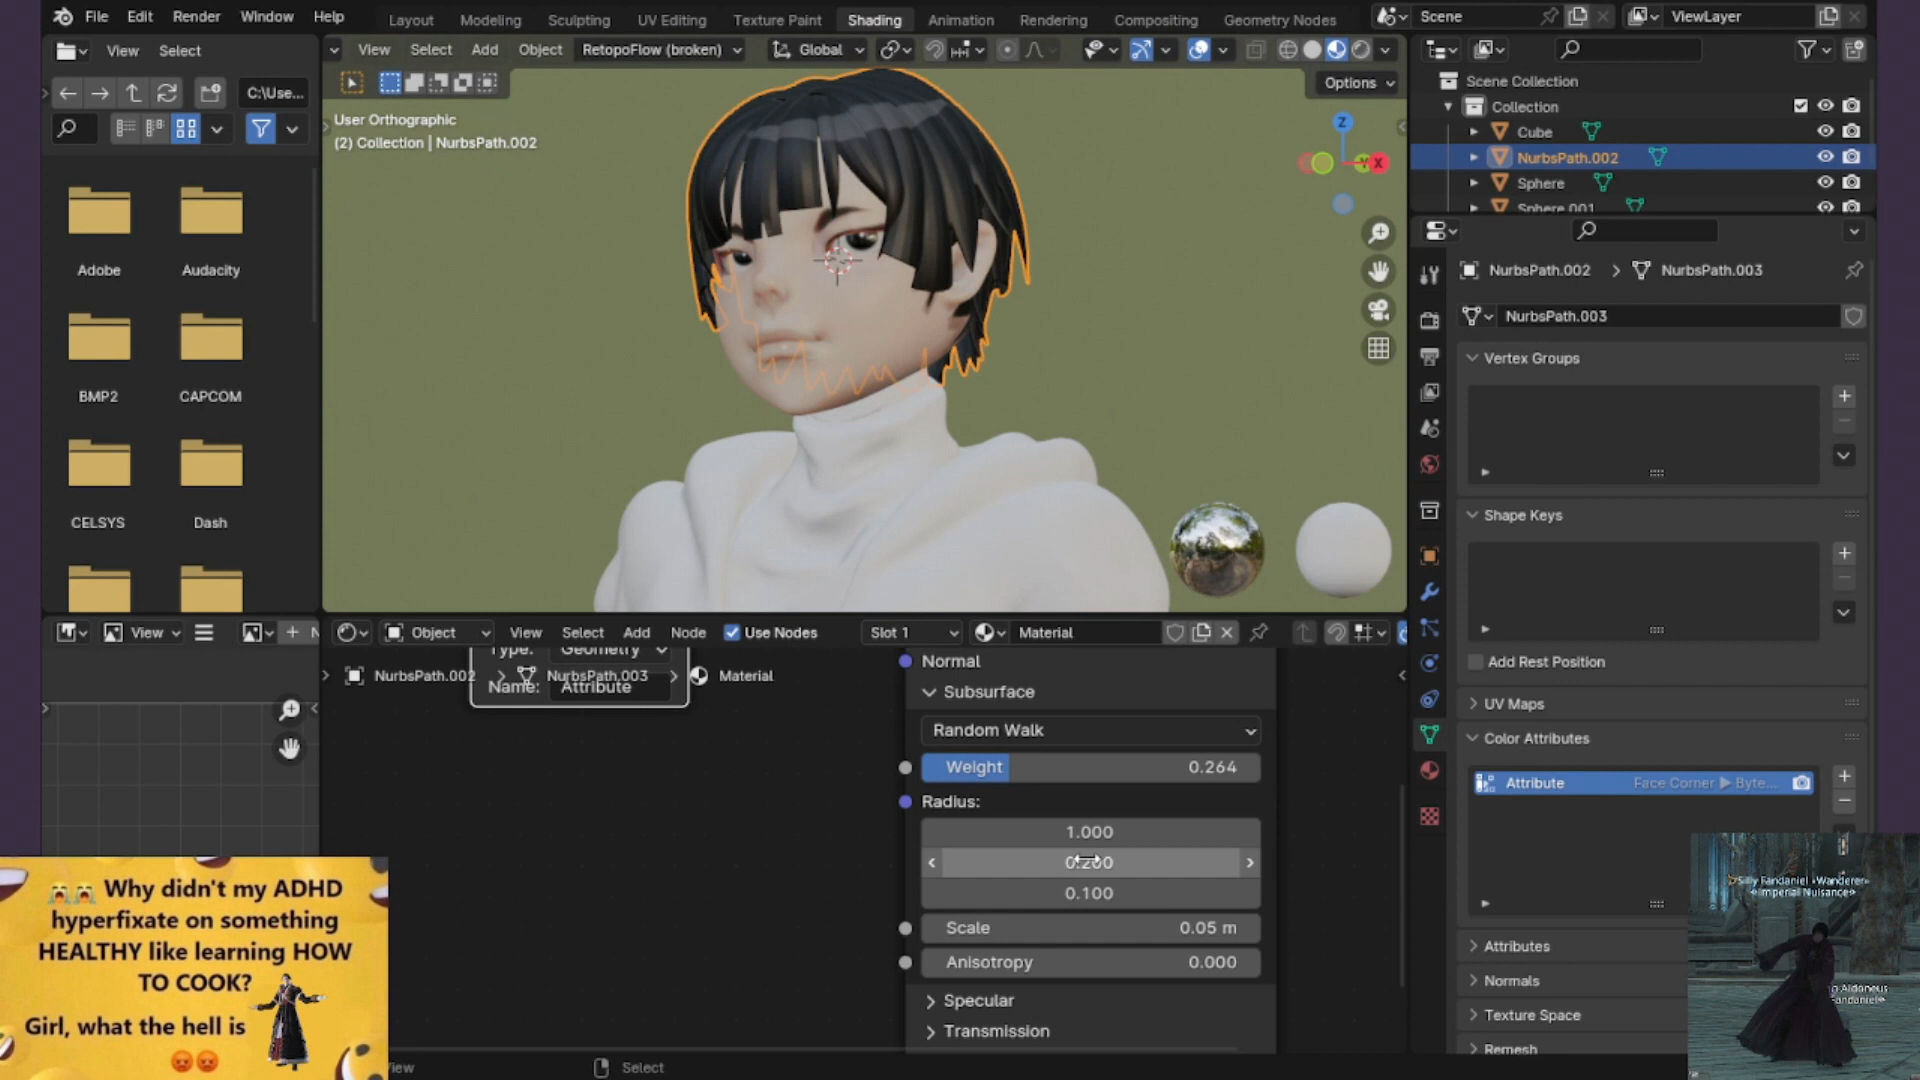 File Edit Render Window Help Layout Modeling Sculpting UV Editing Texture Paint Shading Animation Rendering Compositing Geometry Nodes Scene ViewLayer
View Select View Select Add Object RetopoFlow (broken) Global
C:\Use...
Options
Adobe Audacity
BMP2 CAPCOM
CELSYS Dash
User Orthographic
(2) Collection | NurbsPath.002
Z
Y X
Scene Collection
Collection
Cube
NurbsPath.002
Sphere
Sphere.001
NurbsPath.002 > NurbsPath.003
NurbsPath.003
Vertex Groups
Shape Keys
Add Rest Position
UV Maps
Color Attributes
Attribute Face Corner ▶ Byte...
Attributes
Normals
Texture Space
Remesh
View
Object View Select Add Node Use Nodes Slot 1 Material
Type: Geometry
NurbsPath.002 > NurbsPath.003 > Material
Name: Attribute
Normal
Subsurface
Random Walk
Weight 0.264
Radius:
1.000
0.200
0.100
Scale 0.05 m
Anisotropy 0.000
Specular
Transmission
Select
😭😭 Why didn't my ADHD
hyperfixate on something
HEALTHY like learning HOW
TO COOK?
Girl, what the hell is
😡😡
Silly Fandaniel «Wanderer»
«Imperial Nuisance»